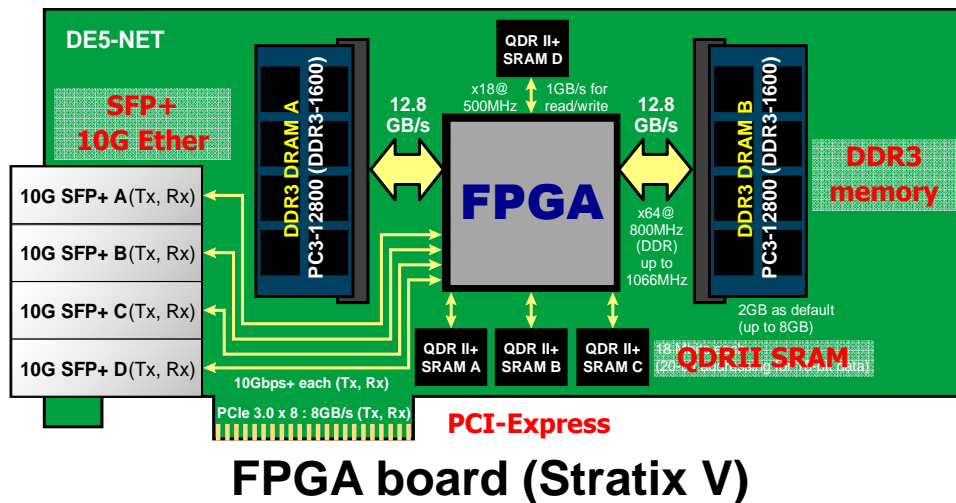 DE5-NET
QDR II+
SRAM D
x18@
500MHz
1GB/s for
read/write
SFP+
10G Ether
DDR3 DRAM A
PC3-12800 (DDR3-1600)
12.8
GB/s
FPGA
12.8
GB/s
DDR3 DRAM B
PC3-12800 (DDR3-1600)
DDR3
memory
10G SFP+ A(Tx, Rx)
10G SFP+ B(Tx, Rx)
10G SFP+ C(Tx, Rx)
10G SFP+ D(Tx, Rx)
x64@
800MHz
(DDR)
up to
1066MHz
2GB as default
(up to 8GB)
QDR II+
SRAM A
QDR II+
SRAM B
QDR II+
SRAM C
QDRII SRAM
10Gbps+ each (Tx, Rx)
PCIe 3.0 x 8 : 8GB/s (Tx, Rx)
PCI-Express
FPGA board (Stratix V)